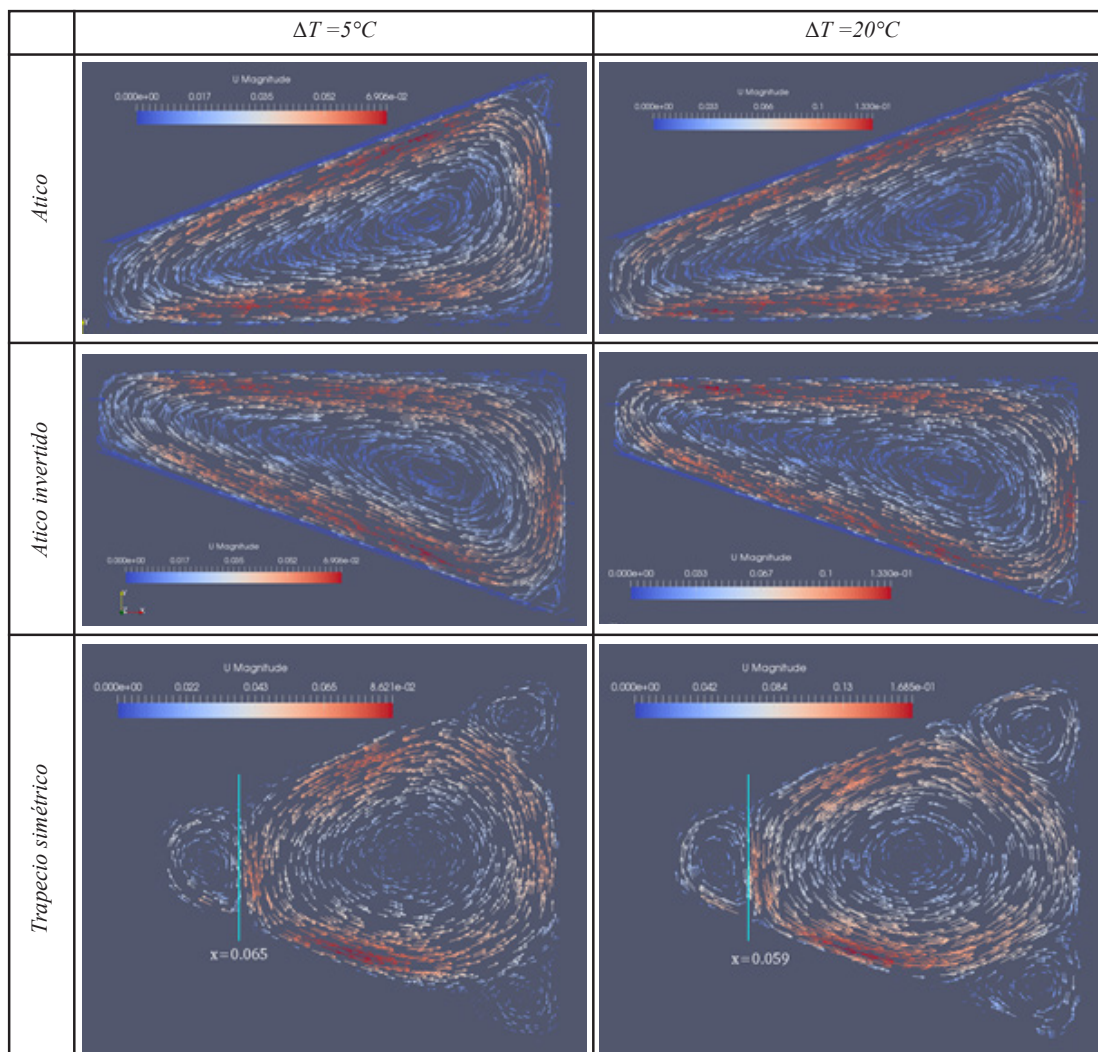 ΔT =5°C
ΔT =20°C
Atico
U Magnitude
0.000e+00 0.017 0.035 0.052 6.906e-02
U Magnitude
0.000e+00 0.033 0.066 0.1 1.330e-01
Atico invertido
U Magnitude
0.000e+00 0.017 0.035 0.052 6.906e-02
Y
Z X
U Magnitude
0.000e+00 0.033 0.067 0.1 1.330e-01
Trapecio simétrico
U Magnitude
0.000e+00 0.022 0.043 0.065 8.621e-02
x=0.065
U Magnitude
0.000e+00 0.042 0.084 0.13 1.685e-01
x=0.059